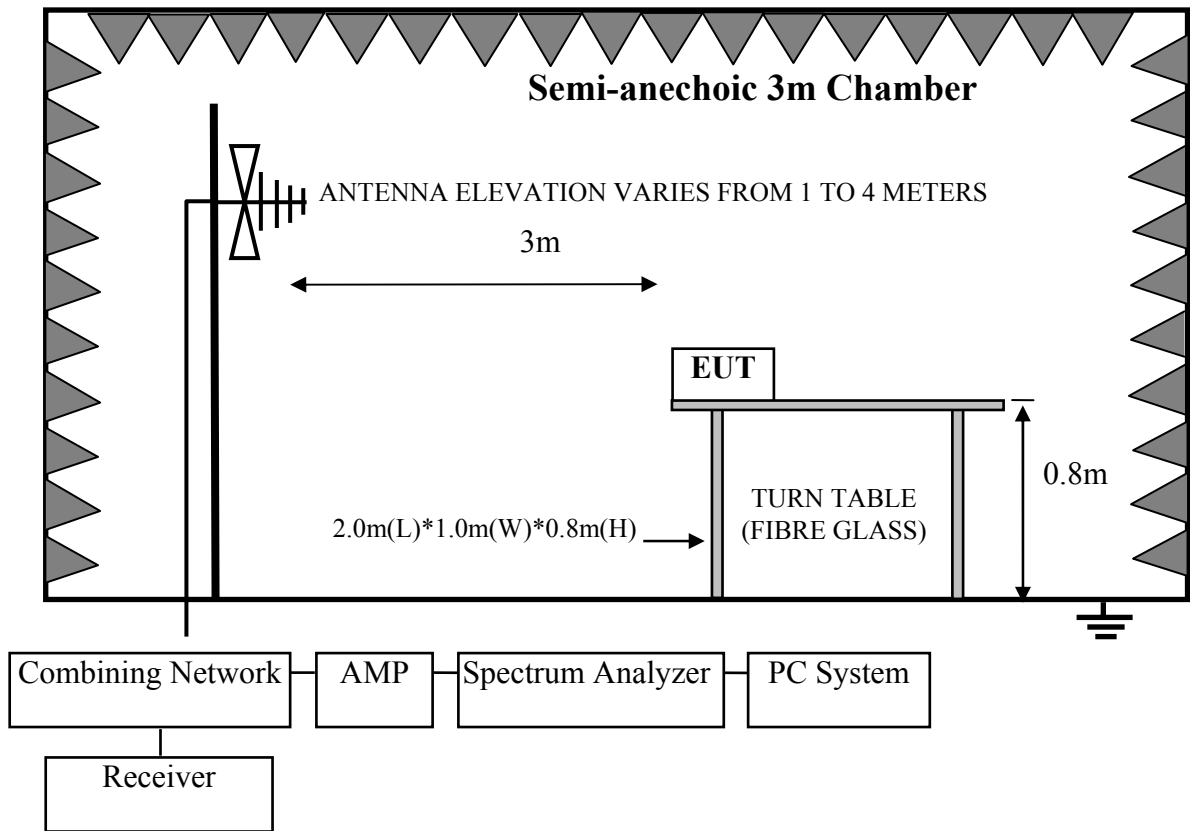 Semi-anechoic 3m Chamber
ANTENNA ELEVATION VARIES FROM 1 TO 4 METERS
3m
EUT
0.8m
TURN TABLE
(FIBRE GLASS)
2.0m(L)*1.0m(W)*0.8m(H)
Combining Network
AMP
Spectrum Analyzer
PC System
Receiver